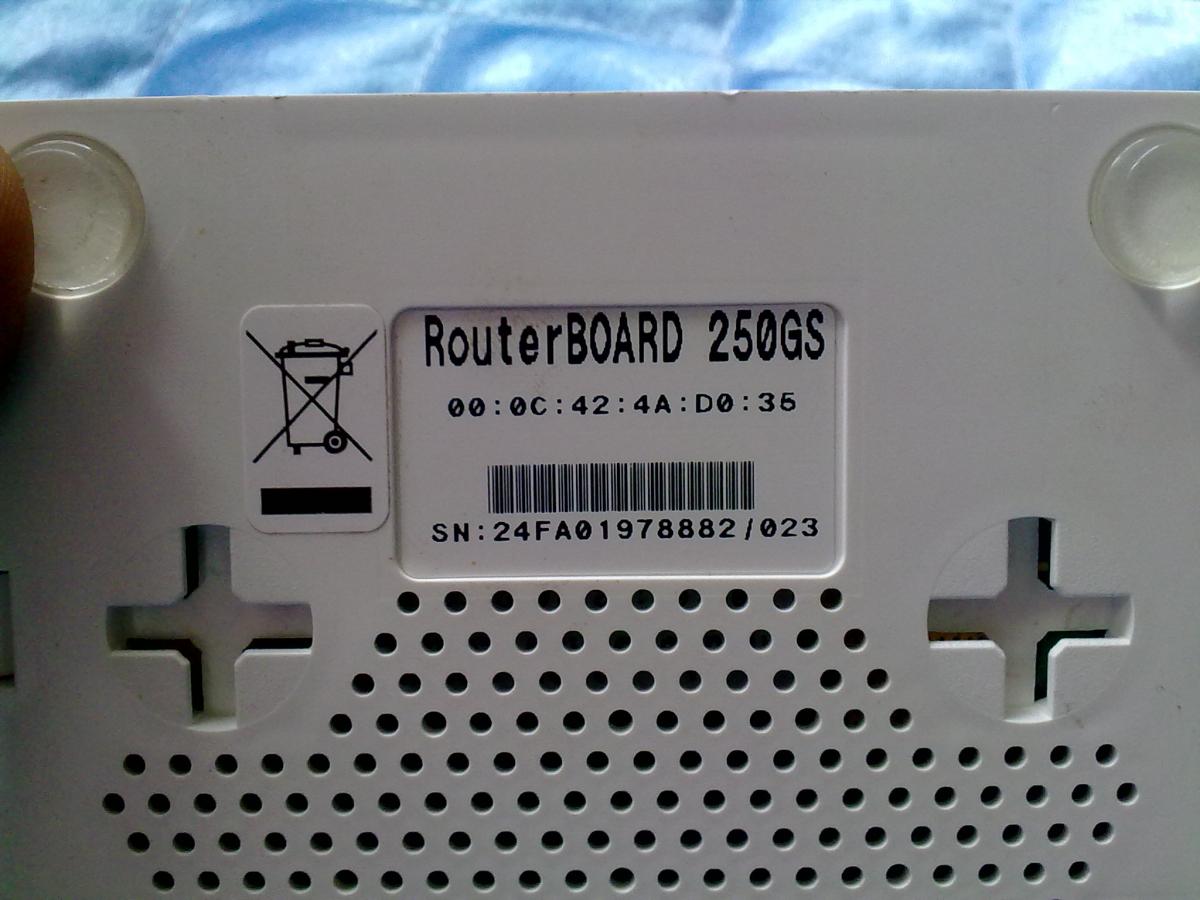 RouterBOARD 250GS
00:0C:42:4A:D0:35
SN:24FA01978882/023